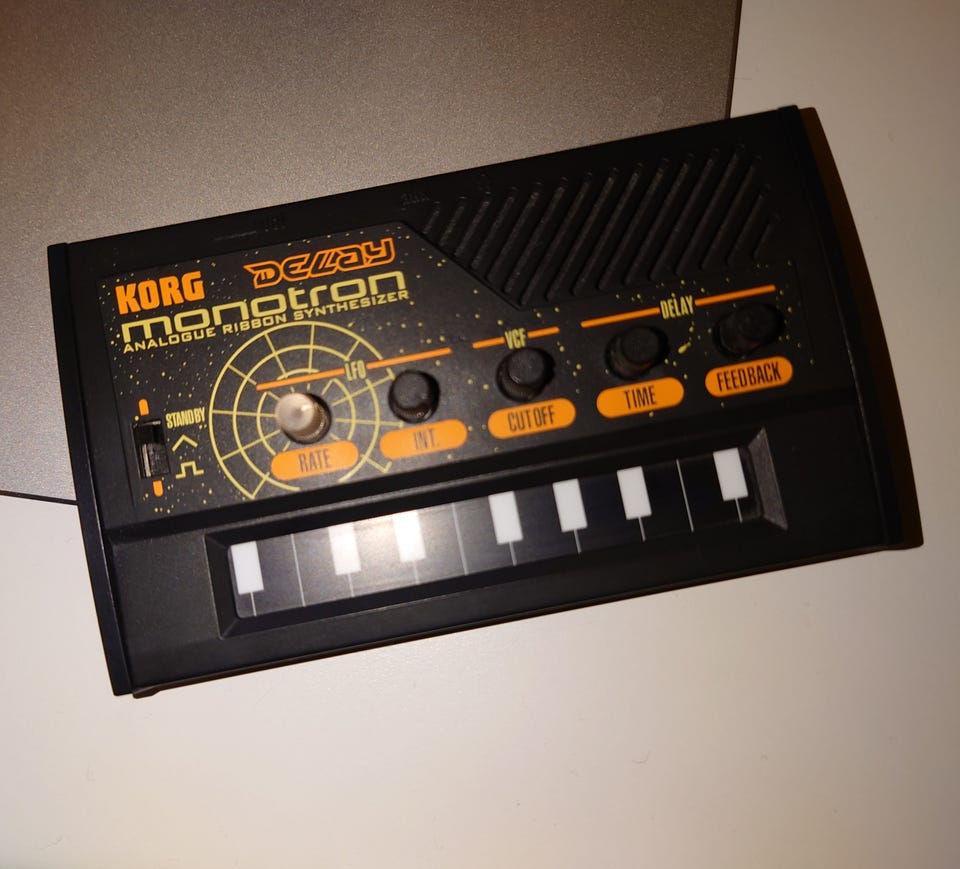 KORG
DELAY
monotron
ANALOGUE RIBBON SYNTHESIZER
LFO
VCF
DELAY
STANDBY
RATE
INT.
CUTOFF
TIME
FEEDBACK